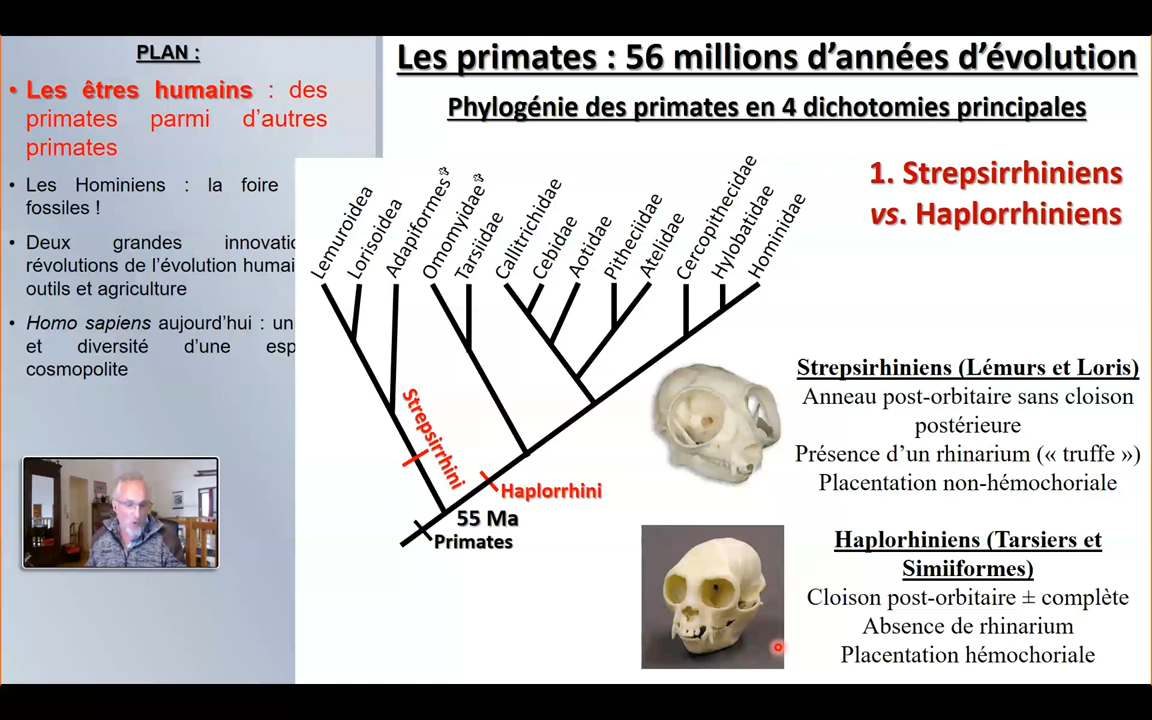 PLAN :
• Les êtres humains : des
primates parmi d'autres
primates
• Les Hominiens : la foire
fossiles !
• Deux grandes
révolutions de l'évolution
outils et agriculture
• Homo sapiens aujourd'hui :
et diversité d'une
cosmopolite
Les primates : 56 millions d'années d'évolution
Phylogénie des primates en 4 dichotomies principales
1. Strepsirrhiniens
vs. Haplorrhiniens
Lemuroidea
Lorisoidea
Adapiformes✞
Omomyidae✞
Tarsiidae
Callitrichidae
Cebidae
Aotidae
Pitheciidae
Atelidae
Cercopithecidae
Hylobatidae
Hominidae
Strepsirrhini
Haplorrhini
55 Ma
Primates
Strepsirhiniens (Lémurs et Loris)
Anneau post-orbitaire sans cloison
postérieure
Présence d'un rhinarium (« truffe »)
Placentation non-hémochoriale
Haplorhiniens (Tarsiers et
Simiiformes)
Cloison post-orbitaire ± complète
Absence de rhinarium
Placentation hémochoriale